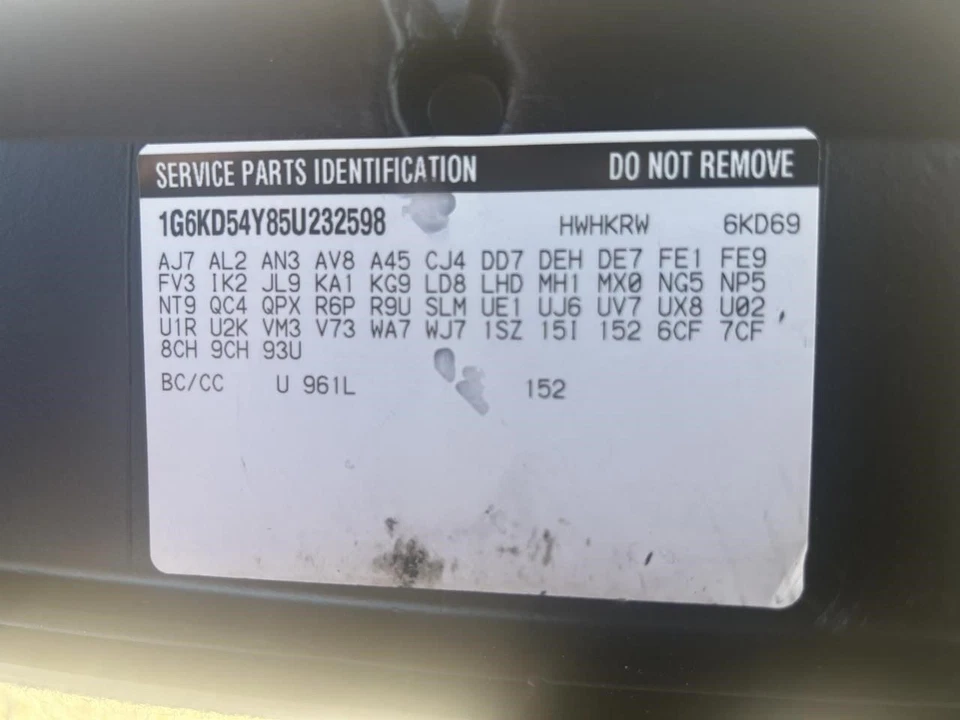 SERVICE PARTS IDENTIFICATION DO NOT REMOVE
1G6KD54Y85U232598 HWHKRW 6KD69
AJ7 AL2 AN3 AV8 A45 CJ4 DD7 DEH DE7 FE1 FE9
FV3 IK2 JL9 KA1 KG9 LD8 LHD MH1 MX0 NG5 NP5
NT9 QC4 QPX R6P R9U SLM UE1 UJ6 UV7 UX8 U02
U1R U2K VM3 V73 WA7 WJ7 1SZ 15I 152 6CF 7CF
8CH 9CH 93U
BC/CC U 961L 152